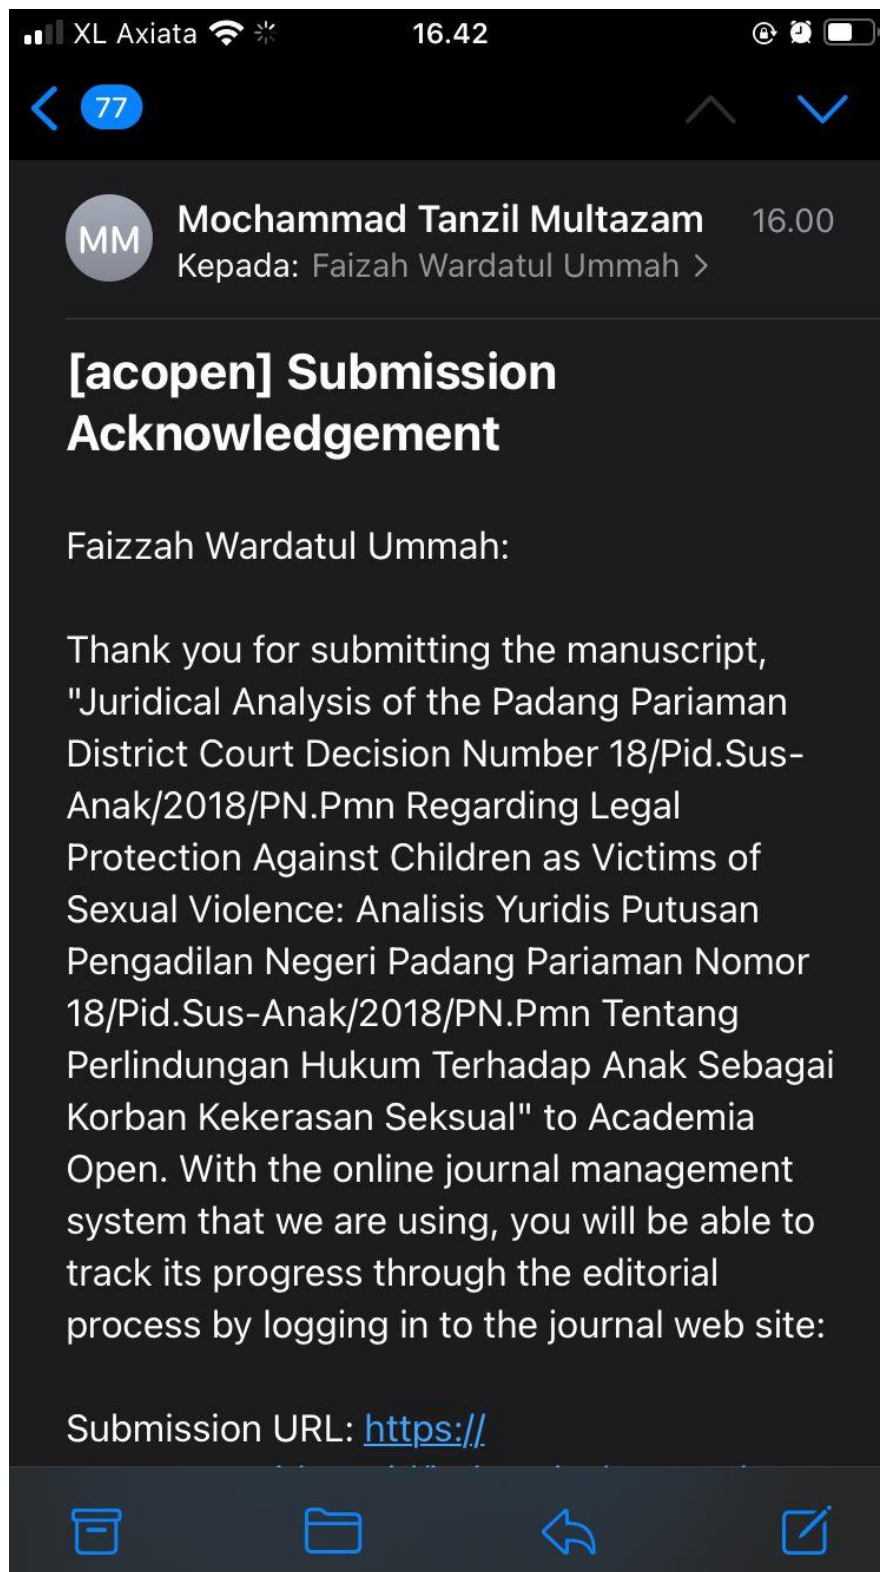 XL Axiata 16.42
77
MM
Mochammad Tanzil Multazam 16.00
Kepada: Faizah Wardatul Ummah >
[acopen] Submission
Acknowledgement
Faizzah Wardatul Ummah:
Thank you for submitting the manuscript,
"Juridical Analysis of the Padang Pariaman
District Court Decision Number 18/Pid.Sus-
Anak/2018/PN.Pmn Regarding Legal
Protection Against Children as Victims of
Sexual Violence: Analisis Yuridis Putusan
Pengadilan Negeri Padang Pariaman Nomor
18/Pid.Sus-Anak/2018/PN.Pmn Tentang
Perlindungan Hukum Terhadap Anak Sebagai
Korban Kekerasan Seksual" to Academia
Open. With the online journal management
system that we are using, you will be able to
track its progress through the editorial
process by logging in to the journal web site:
Submission URL: https://